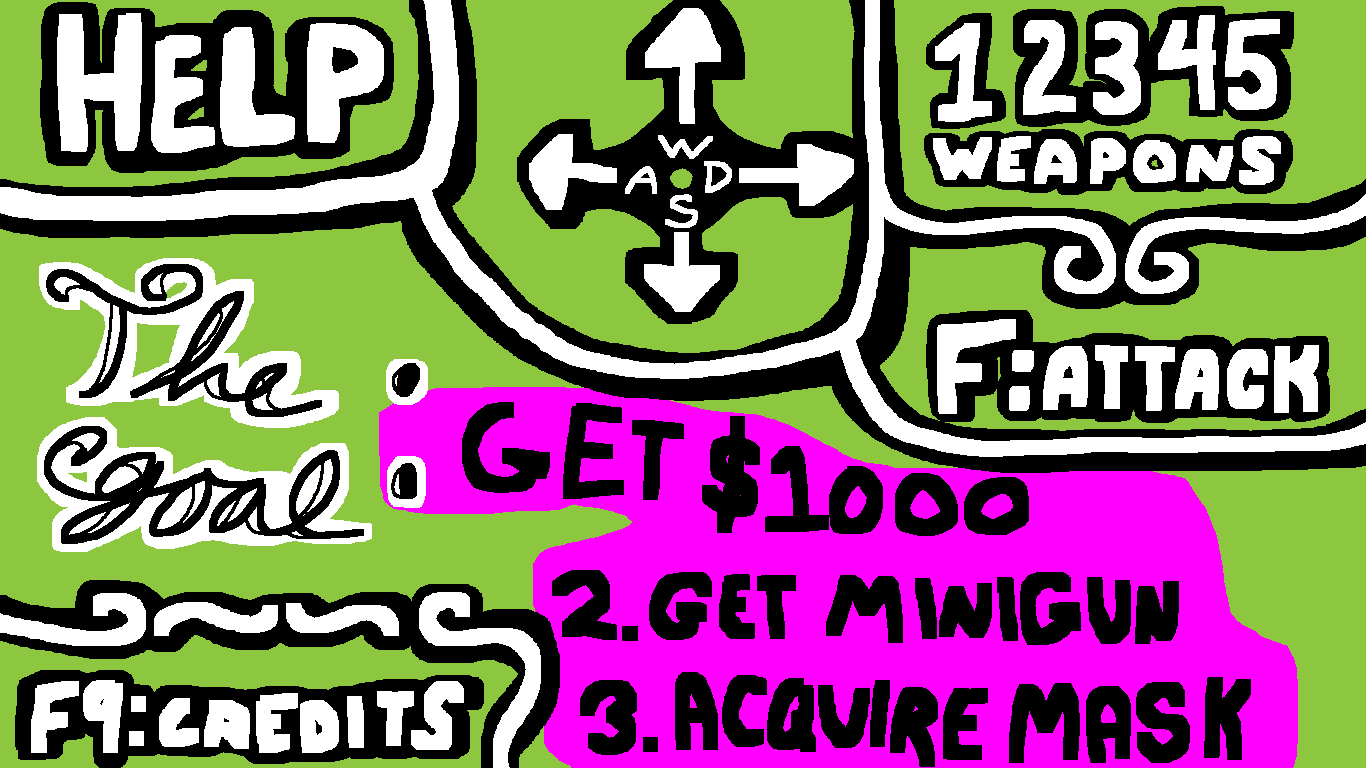 HELP
W
A D
S
12345
WEAPONS
F:ATTACK
The
Goal
: GET $1000
2. GET MINIGUN
3. ACQUIRE MASK
F9:CREDITS